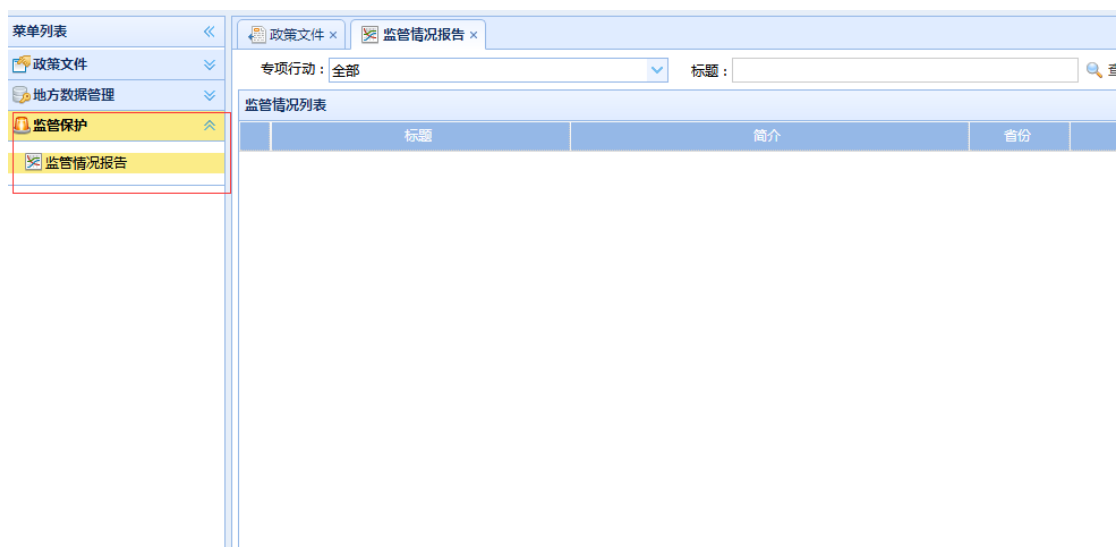 菜单列表
政策文件
地方数据管理
监管保护
监管情况报告
政策文件 × 监管情况报告 ×
专项行动：全部 标题：
监管情况列表
标题 简介 省份